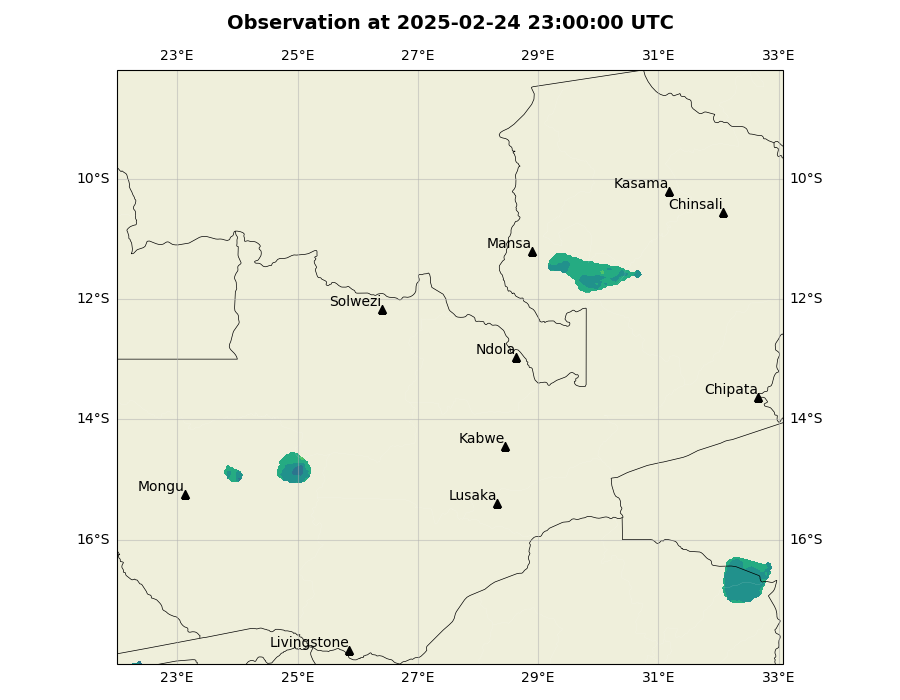 Observation at 2025-02-24 23:00:00 UTC
23°E 25°E 27°E 29°E 31°E 33°E
10°S 10°S
Kasama
Chinsali
Mansa
12°S 12°S
Solwezi
Ndola
Chipata
14°S 14°S
Kabwe
Mongu
Lusaka
16°S 16°S
Livingstone
23°E 25°E 27°E 29°E 31°E 33°E